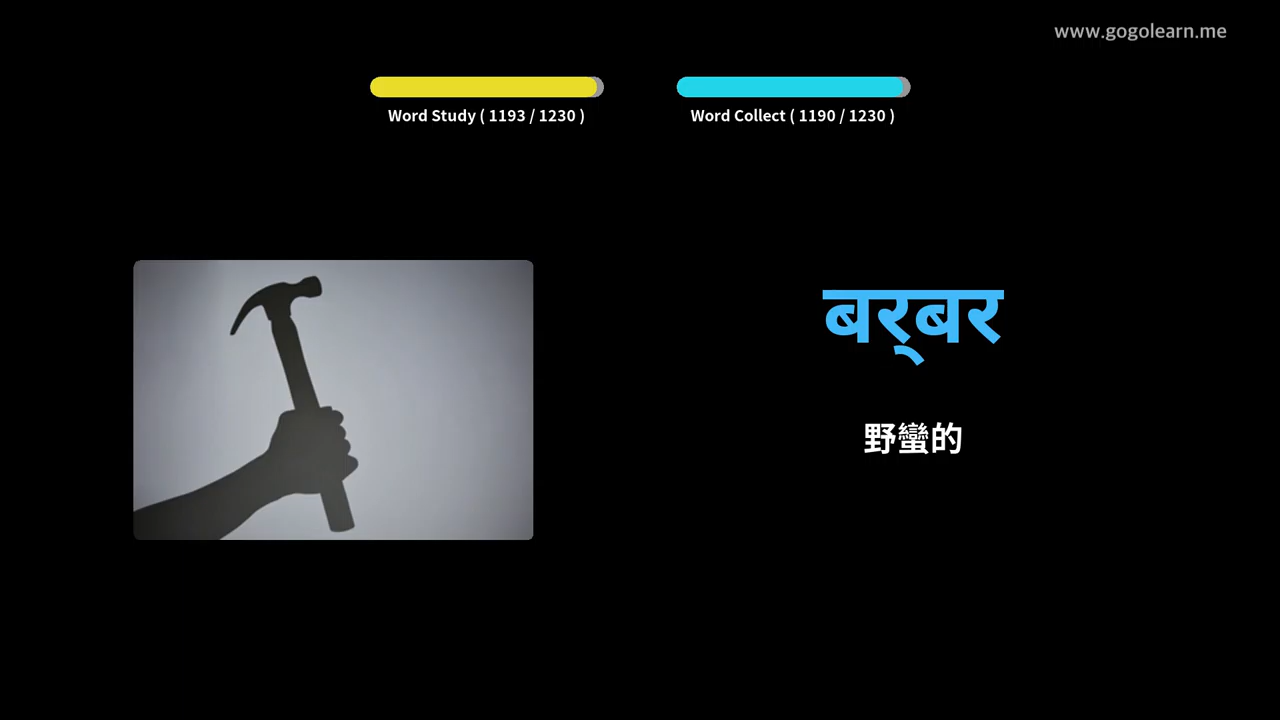 www.gogolearn.me
Word Study ( 1193 / 1230 )
Word Collect ( 1190 / 1230 )
बर्‌बर
野蠻的